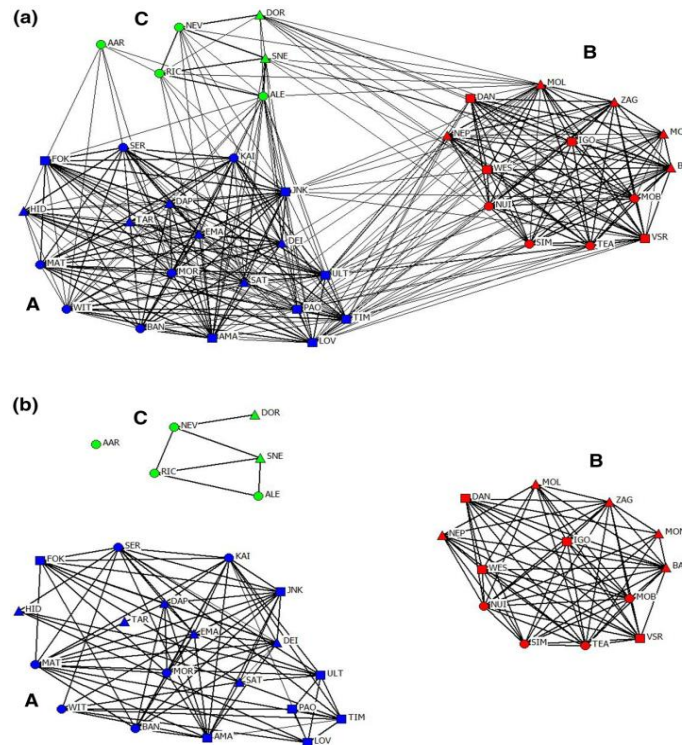 (a)
C
DOR
NEV
AAR
SNE
RIC
B
MOL
ALE
DAN
ZAG
NEP
IGO
SER
KAI
FOK
WES
JNK
DAP
MOB
HID
NUI
TAR
EMA
DEI
VSR
SIM
TEA
MAT
MOR
SAT
ULT
A
WIT
PAO
TIM
BAN
AMA
LOV
(b)
C
DOR
NEV
AAR
SNE
RIC
B
ALE
MOL
DAN
ZAG
NEP
MON
IGO
SER
KAI
FOK
WES
JNK
DAP
MOB
HID
NUI
TAR
EMA
DEI
VSR
SIM
TEA
MAT
MOR
SAT
ULT
A
WIT
PAO
TIM
BAN
AMA
LOV